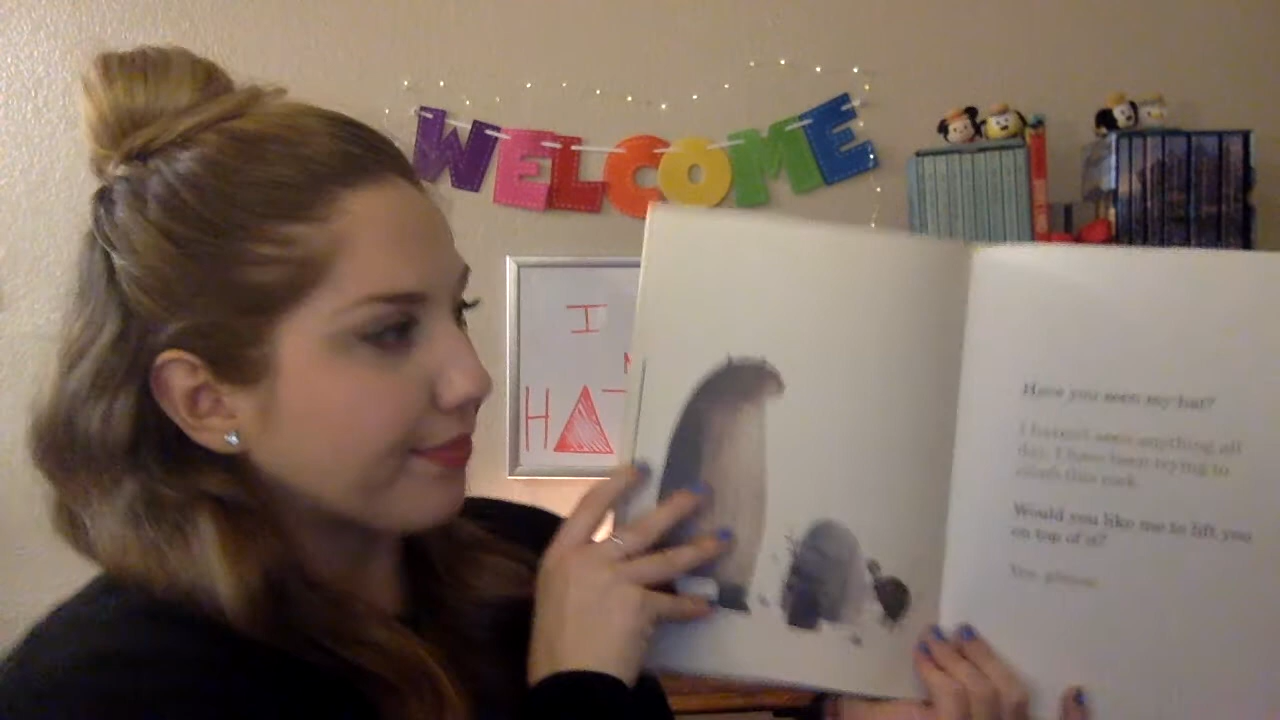 WELCOME
I
HAT
Have you seen my hat?
I haven't seen anything all
day. I have been trying to
climb this rock.
Would you like me to lift you
on top of it?
Yes, please.